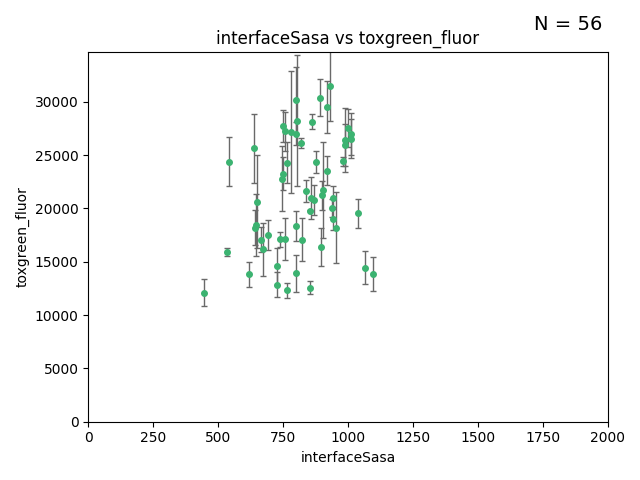 N = 56
interfaceSasa vs toxgreen_fluor
toxgreen_fluor
30000
25000
20000
15000
10000
5000
0
0 250 500 750 1000 1250 1500 1750 2000
interfaceSasa